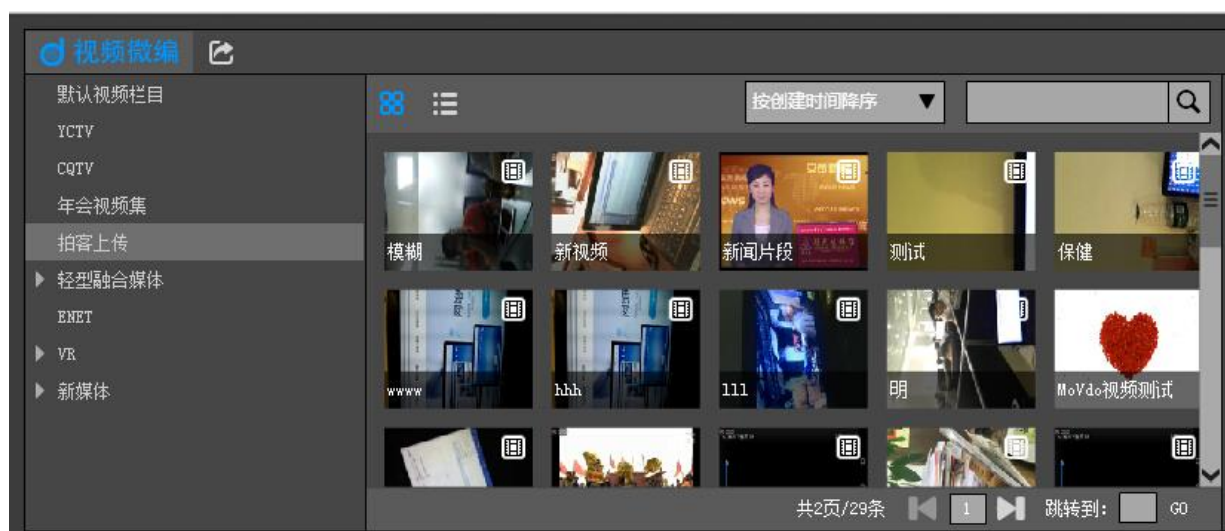 视频微编
默认视频栏目
YCTV
CQTV
年会视频集
拍客上传
轻型融合媒体
ENET
VR
新媒体
按创建时间降序
模糊
新视频
新闻片段
测试
保健
wwww
hhh
111
明
MoVdo视频测试
共2页/29条
1
跳转到:
GO